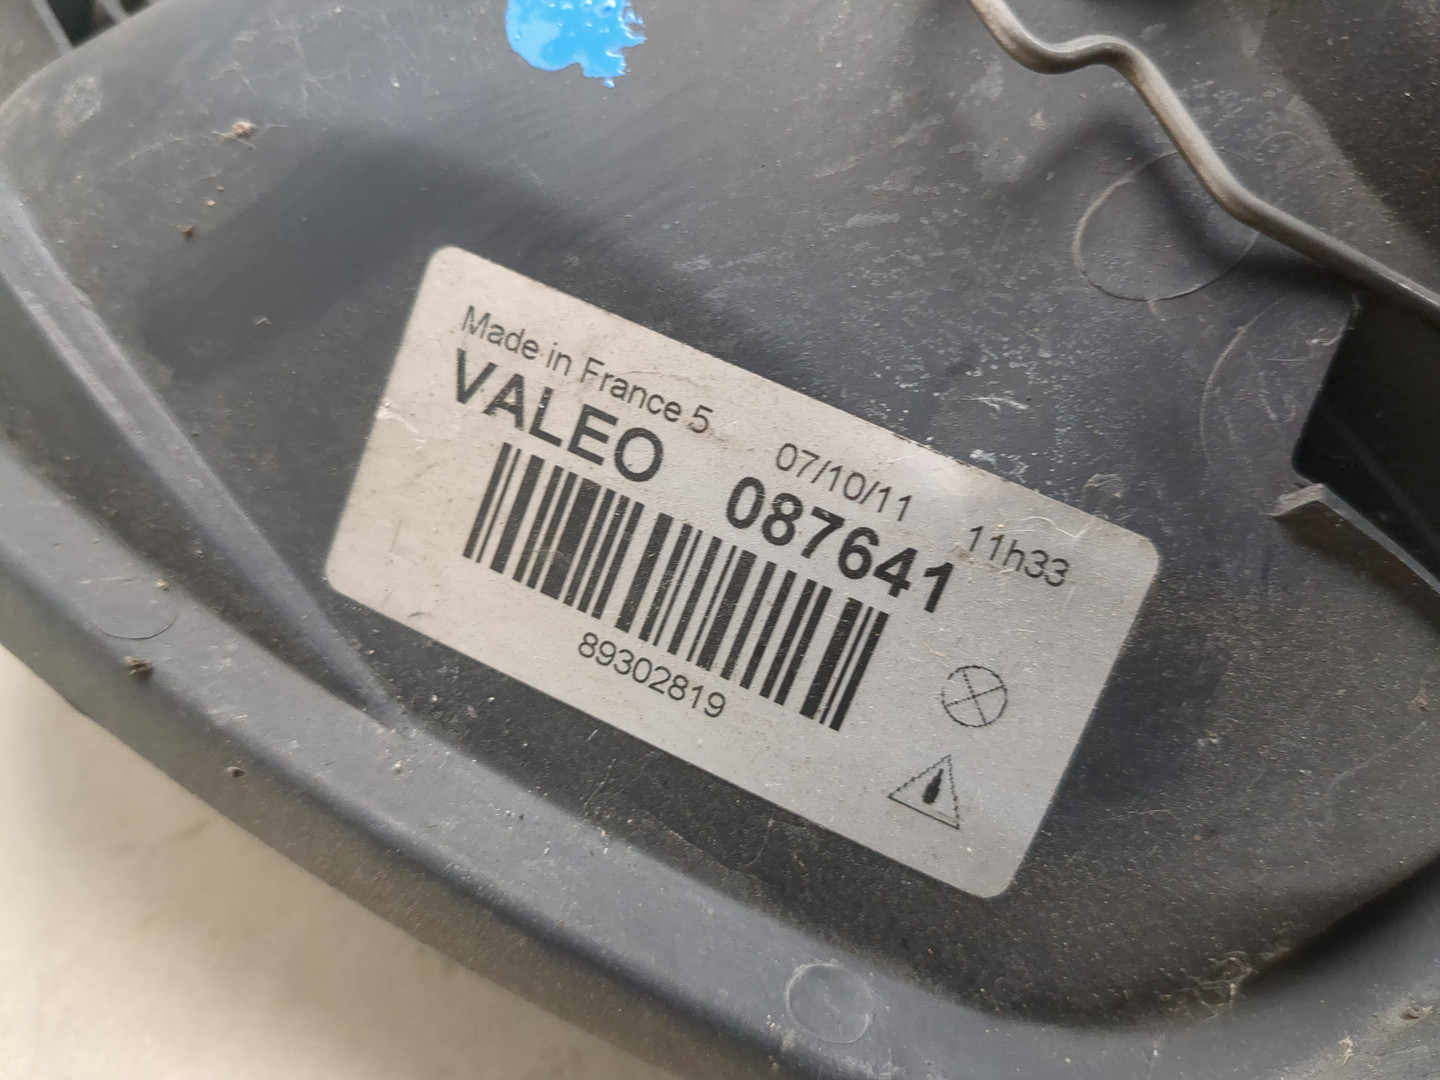 Made in France 5 07/10/11 11h33
VALEO 087641
89302819